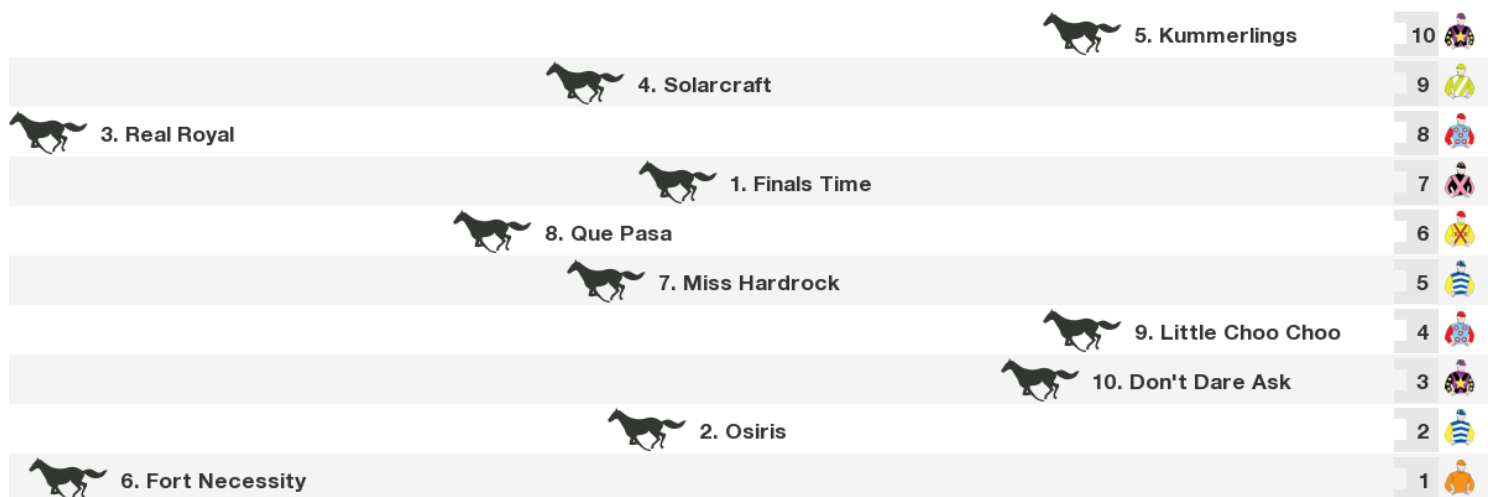 5. Kummerlings 10
4. Solarcraft 9
3. Real Royal 8
1. Finals Time 7
8. Que Pasa 6
7. Miss Hardrock 5
9. Little Choo Choo 4
10. Don't Dare Ask 3
2. Osiris 2
6. Fort Necessity 1